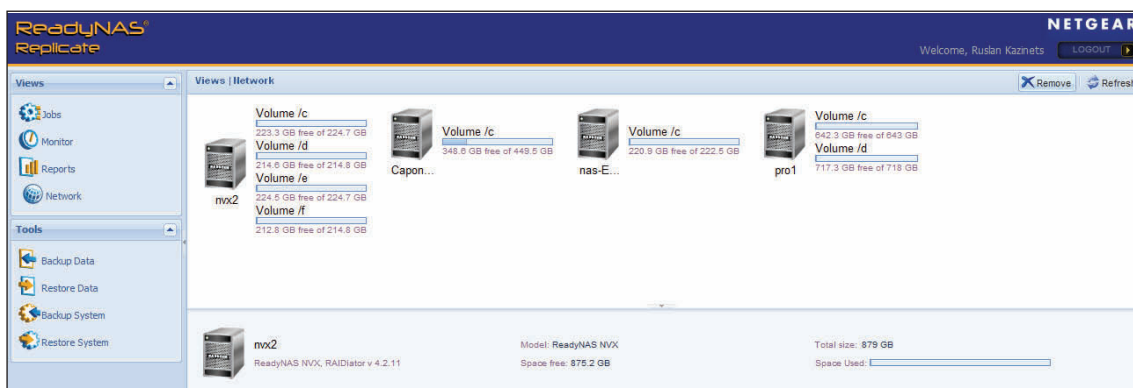 ReadyNAS®
Replicate
NETGEAR
Welcome, Ruslan Kazinets
LOGOUT
Views
Views | Network
Remove
Refresh
Jobs
Monitor
Reports
Network
Tools
Backup Data
Restore Data
Backup System
Restore System
nvx2
Volume /c
223.3 GB free of 224.7 GB
Volume /d
214.6 GB free of 214.8 GB
Volume /e
224.5 GB free of 224.7 GB
Volume /f
212.8 GB free of 214.8 GB
Capon...
Volume /c
348.6 GB free of 449.5 GB
nas-E...
Volume /c
220.9 GB free of 222.5 GB
pro1
Volume /c
642.3 GB free of 643 GB
Volume /d
717.3 GB free of 718 GB
nvx2
ReadyNAS NVX, RAIDiator v 4.2.11
Model: ReadyNAS NVX
Space free: 875.2 GB
Total size: 879 GB
Space Used: